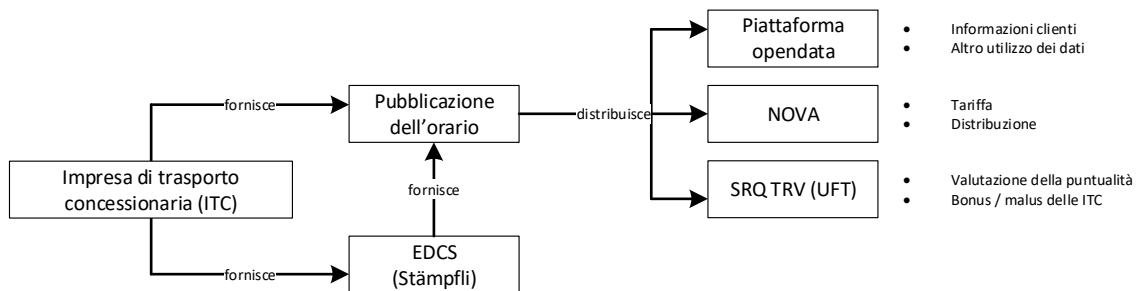 Piattaforma
opendata
• Informazioni clienti
• Altro utilizzo dei dati
fornisce
Pubblicazione
dell'orario
distribuisce
NOVA
• Tariffa
• Distribuzione
Impresa di trasporto
concessionaria (ITC)
fornisce
SRQ TRV (UFT)
• Valutazione della puntualità
• Bonus / malus delle ITC
fornisce
EDCS
(Stämpfli)